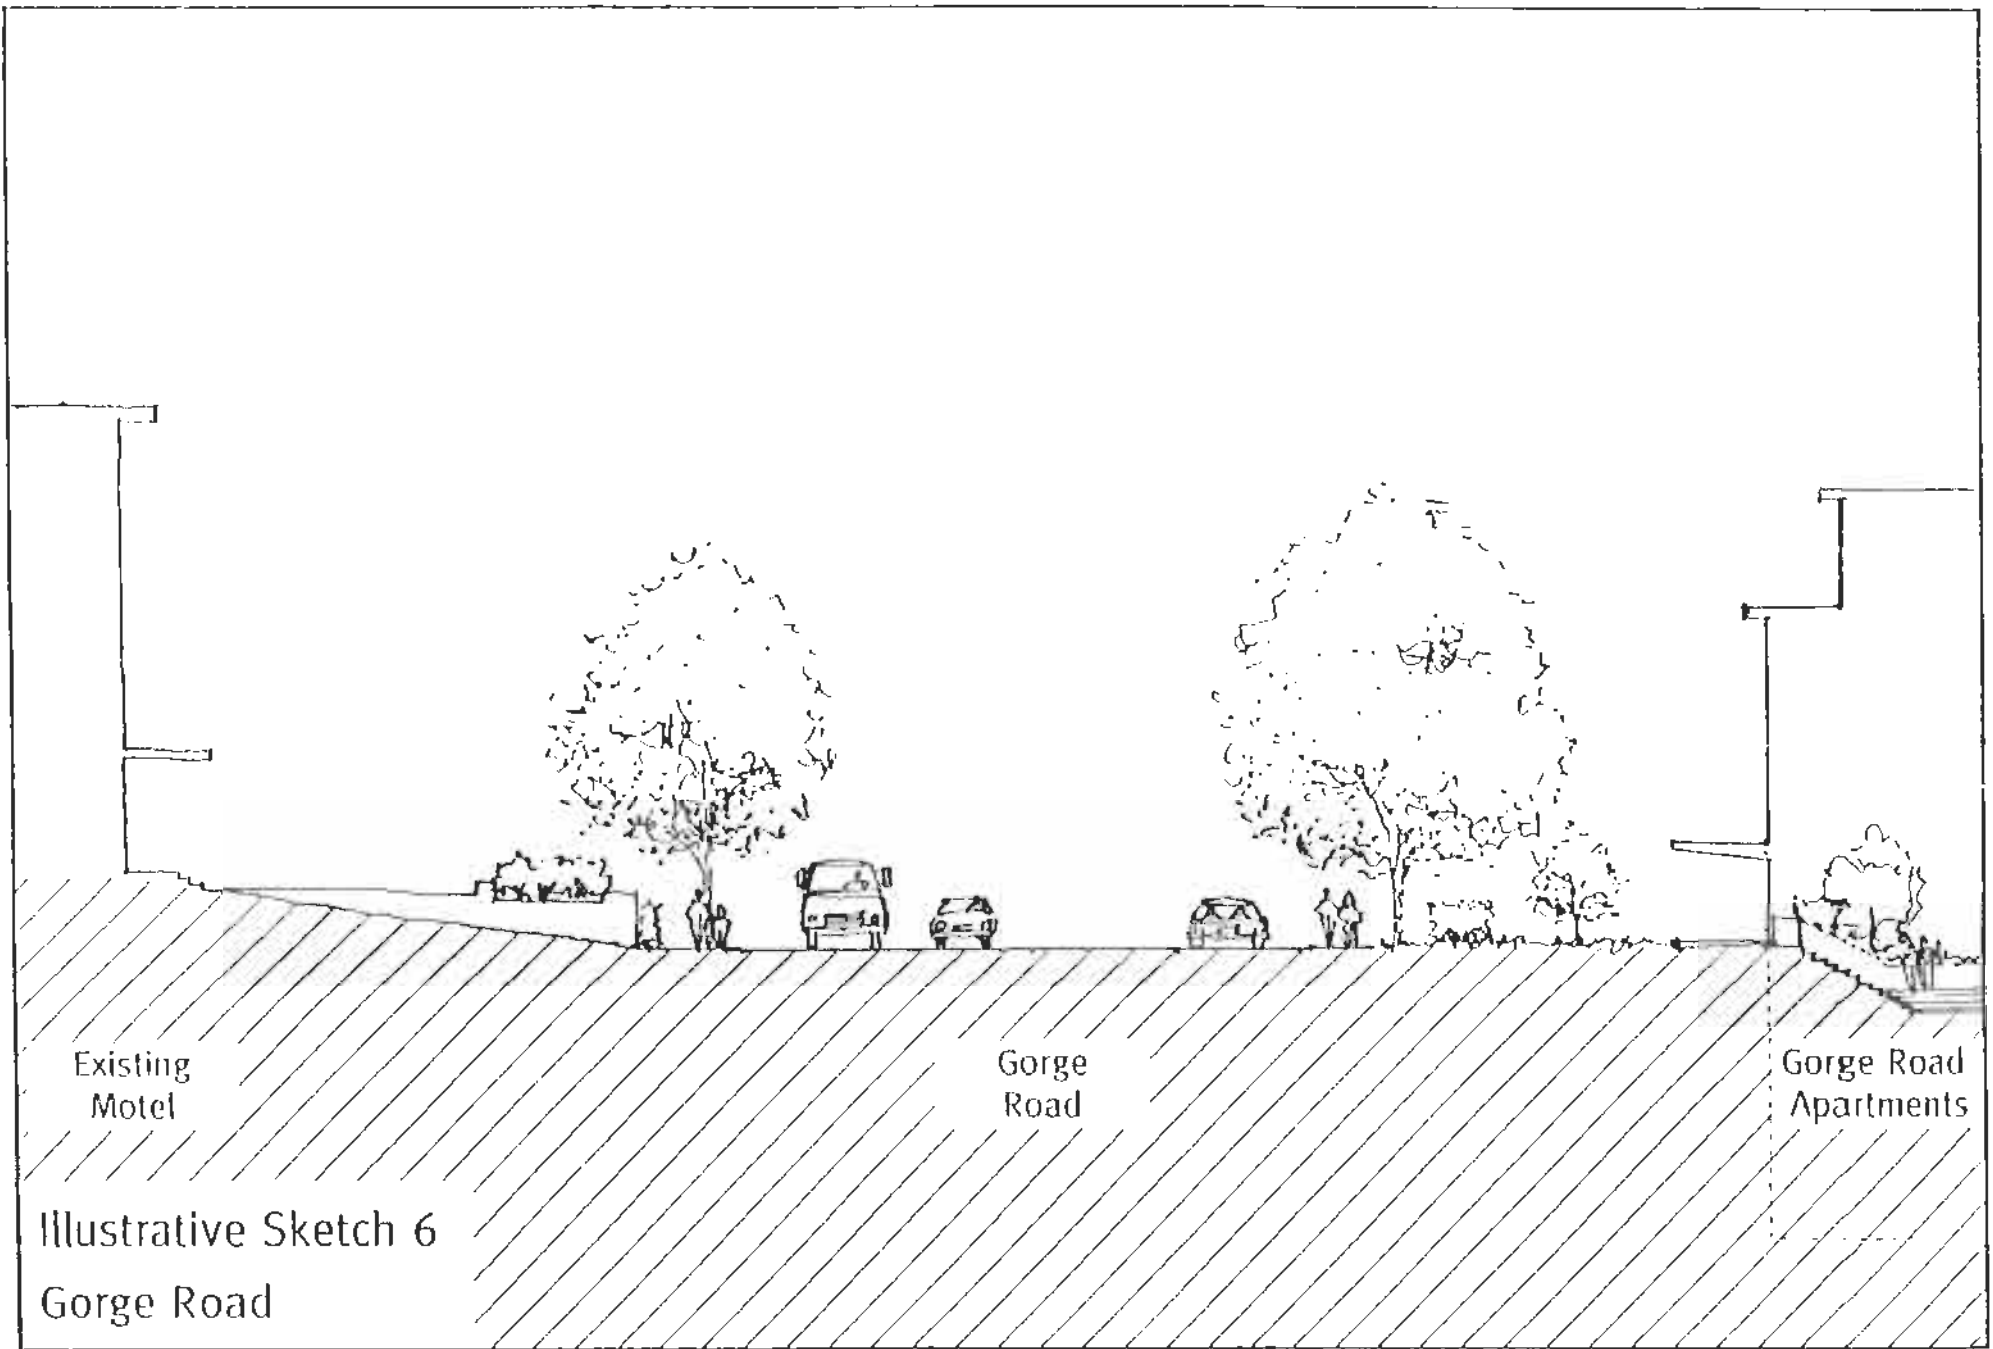 Existing
Motel
Gorge
Road
Gorge Road
Apartments
Illustrative Sketch 6
Gorge Road